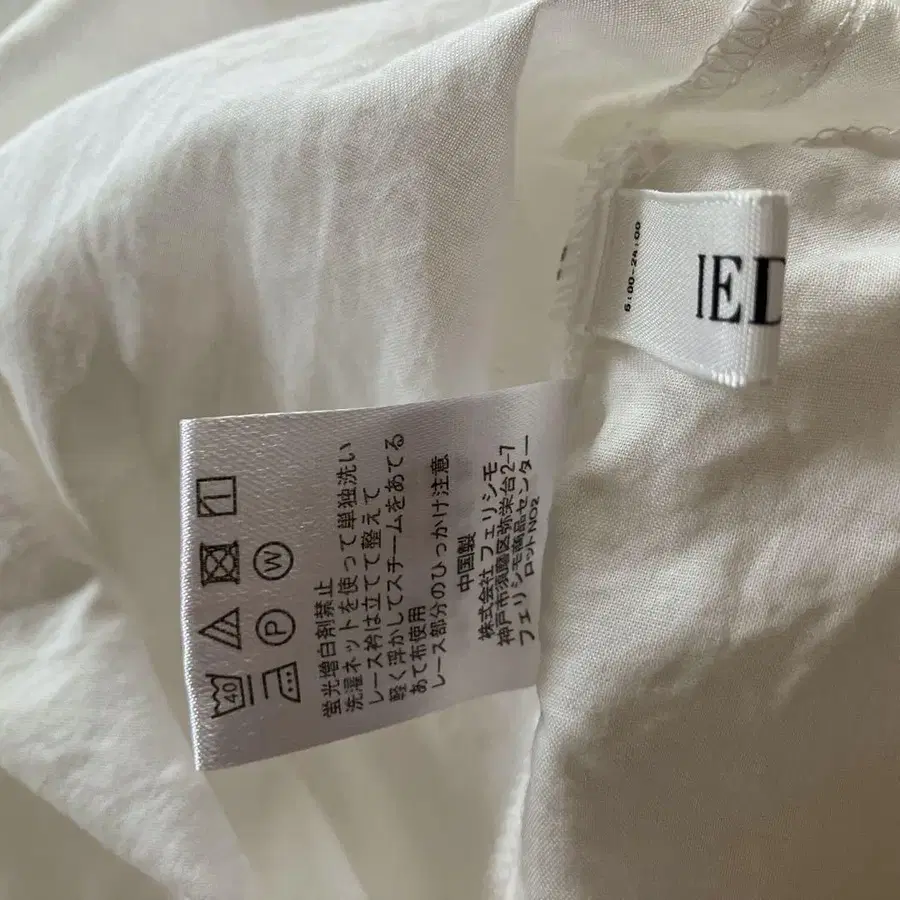 40
P
W
蛍光増白剤禁止
洗濯ネットを使って単独洗い
レース衿は立てて整えて
軽く浮かしてスチームをあてる
あて布使用
レース部分のひっかけ注意
中国製
株式会社 フェリシモ
神戸市須磨区弥栄台2-7
フェリシモ商品センター
ロットNO2
IED
6:00-24:00